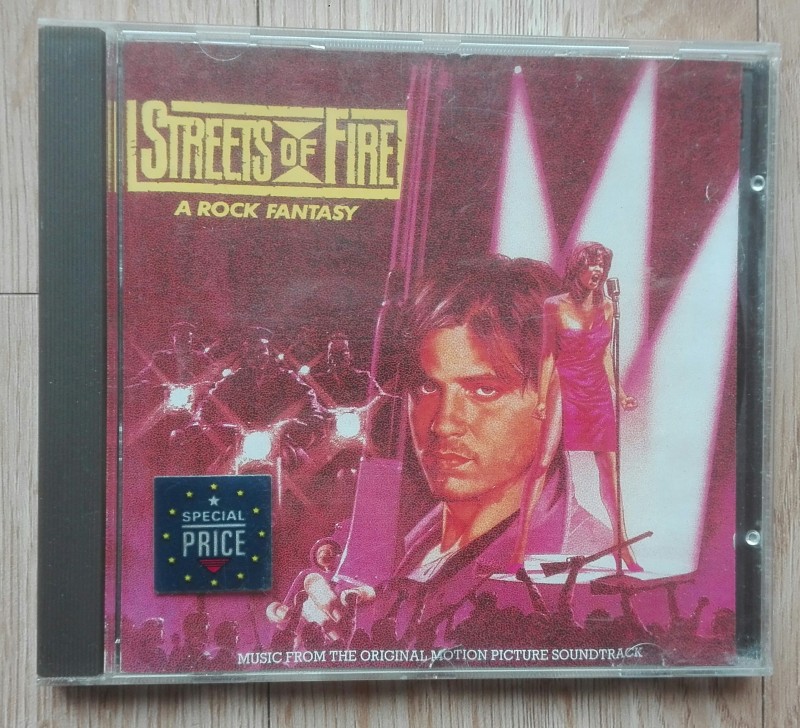 STREETS OF FIRE
A ROCK FANTASY
SPECIAL
PRICE
MUSIC FROM THE ORIGINAL MOTION PICTURE SOUNDTRACK